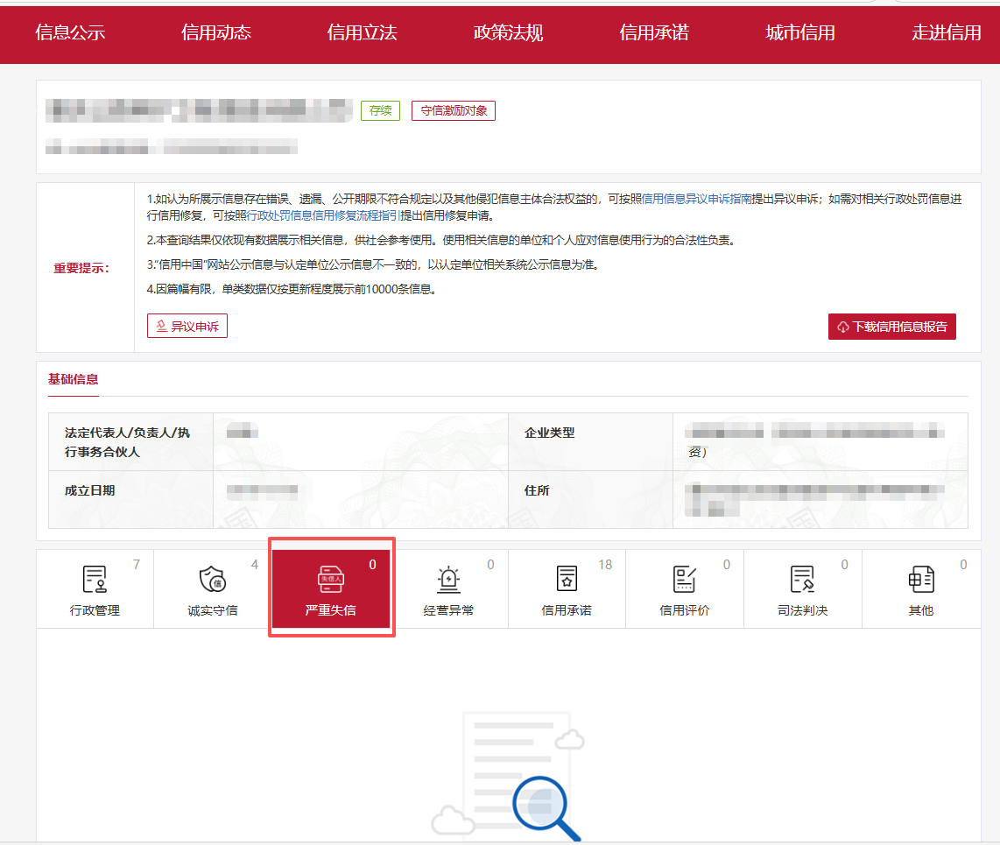 信息公示 信用动态 信用立法 政策法规 信用承诺 城市信用 走进信用
存续 守信激励对象
重要提示：
1.如认为所展示信息存在错误、遗漏、公开期限不符合规定以及其他侵犯信息主体合法权益的，可按照信用信息异议申诉指南提出异议申诉；如需对相关行政处罚信息进
行信用修复，可按照行政处罚信息信用修复流程指引提出信用修复申请。
2.本查询结果仅依现有数据展示相关信息，供社会参考使用。使用相关信息的单位和个人应对信息使用行为的合法性负责。
3.“信用中国”网站公示信息与认定单位公示信息不一致的，以认定单位相关系统公示信息为准。
4.因篇幅有限，单类数据仅按更新程度展示前10000条信息。
异议申诉 下载信用信息报告
基础信息
法定代表人/负责人/执
行事务合伙人
企业类型
资）
成立日期 住所
7 4 0 0 18 0 0 0
失信人
行政管理 诚实守信 严重失信 经营异常 信用承诺 信用评价 司法判决 其他